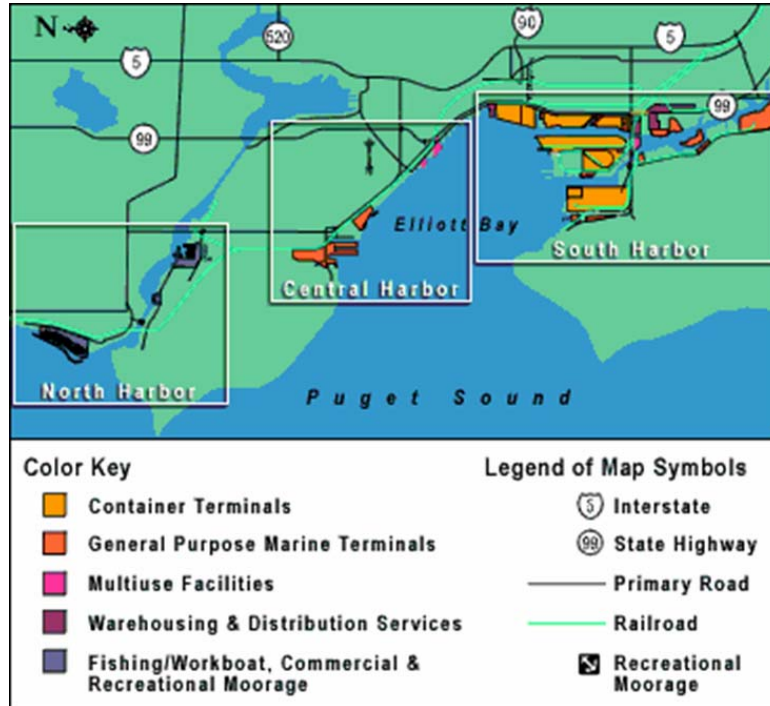 N
520
90
5
5
99
99
Elliott Bay
South Harbor
Central Harbor
North Harbor
Puget Sound
Color Key
Container Terminals
General Purpose Marine Terminals
Multiuse Facilities
Warehousing & Distribution Services
Fishing/Workboat, Commercial &
Recreational Moorage
Legend of Map Symbols
5 Interstate
99 State Highway
Primary Road
Railroad
Recreational
Moorage